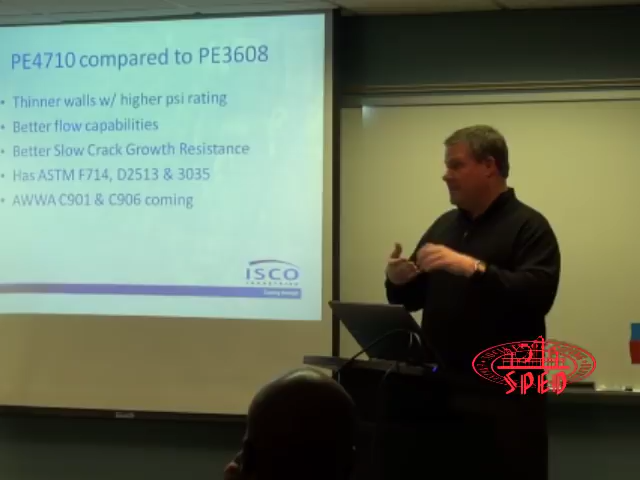 PE4710 compared to PE3608
• Thinner walls w/ higher psi rating
• Better flow capabilities
• Better Slow Crack Growth Resistance
• Has ASTM F714, D2513 & 3035
• AWWA C901 & C906 coming
ISCO
INDUSTRIES
SPED